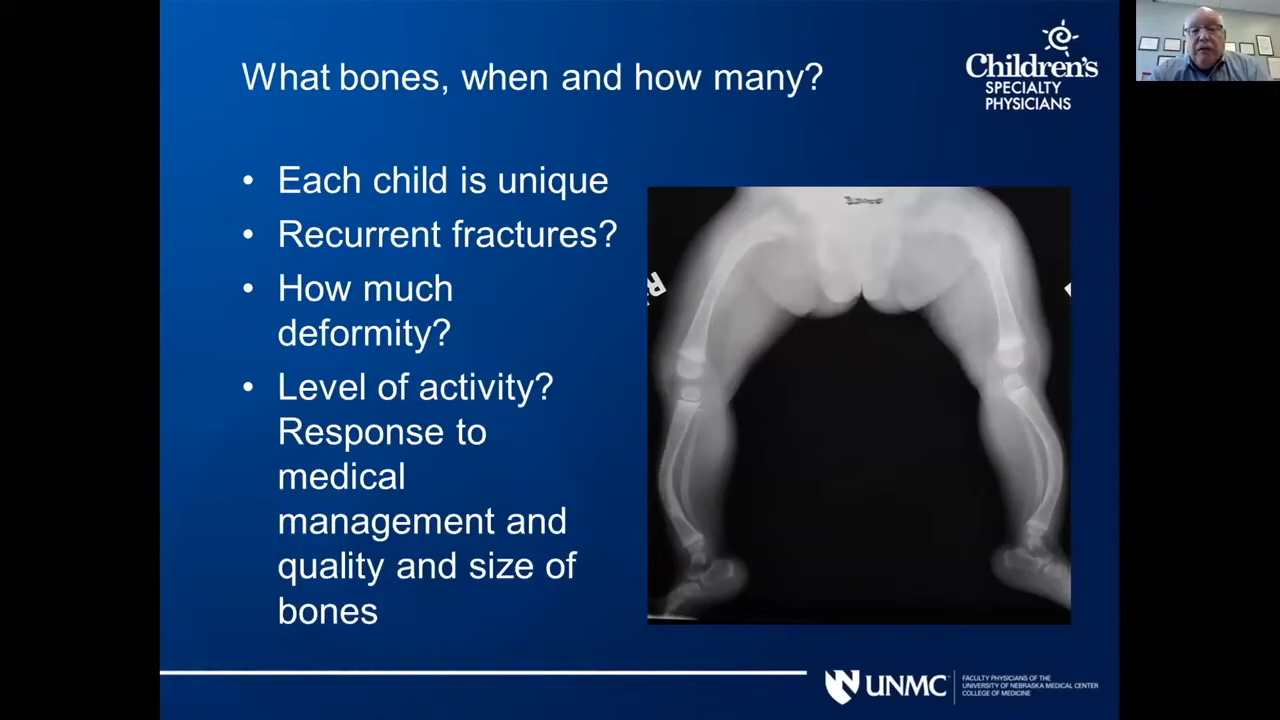 What bones, when and how many?
Children's
SPECIALTY
PHYSICIANS
• Each child is unique
• Recurrent fractures?
• How much
deformity?
• Level of activity?
Response to
medical
management and
quality and size of
bones
R
UNMC
FACULTY PHYSICIANS OF THE
UNIVERSITY OF NEBRASKA MEDICAL CENTER
COLLEGE OF MEDICINE